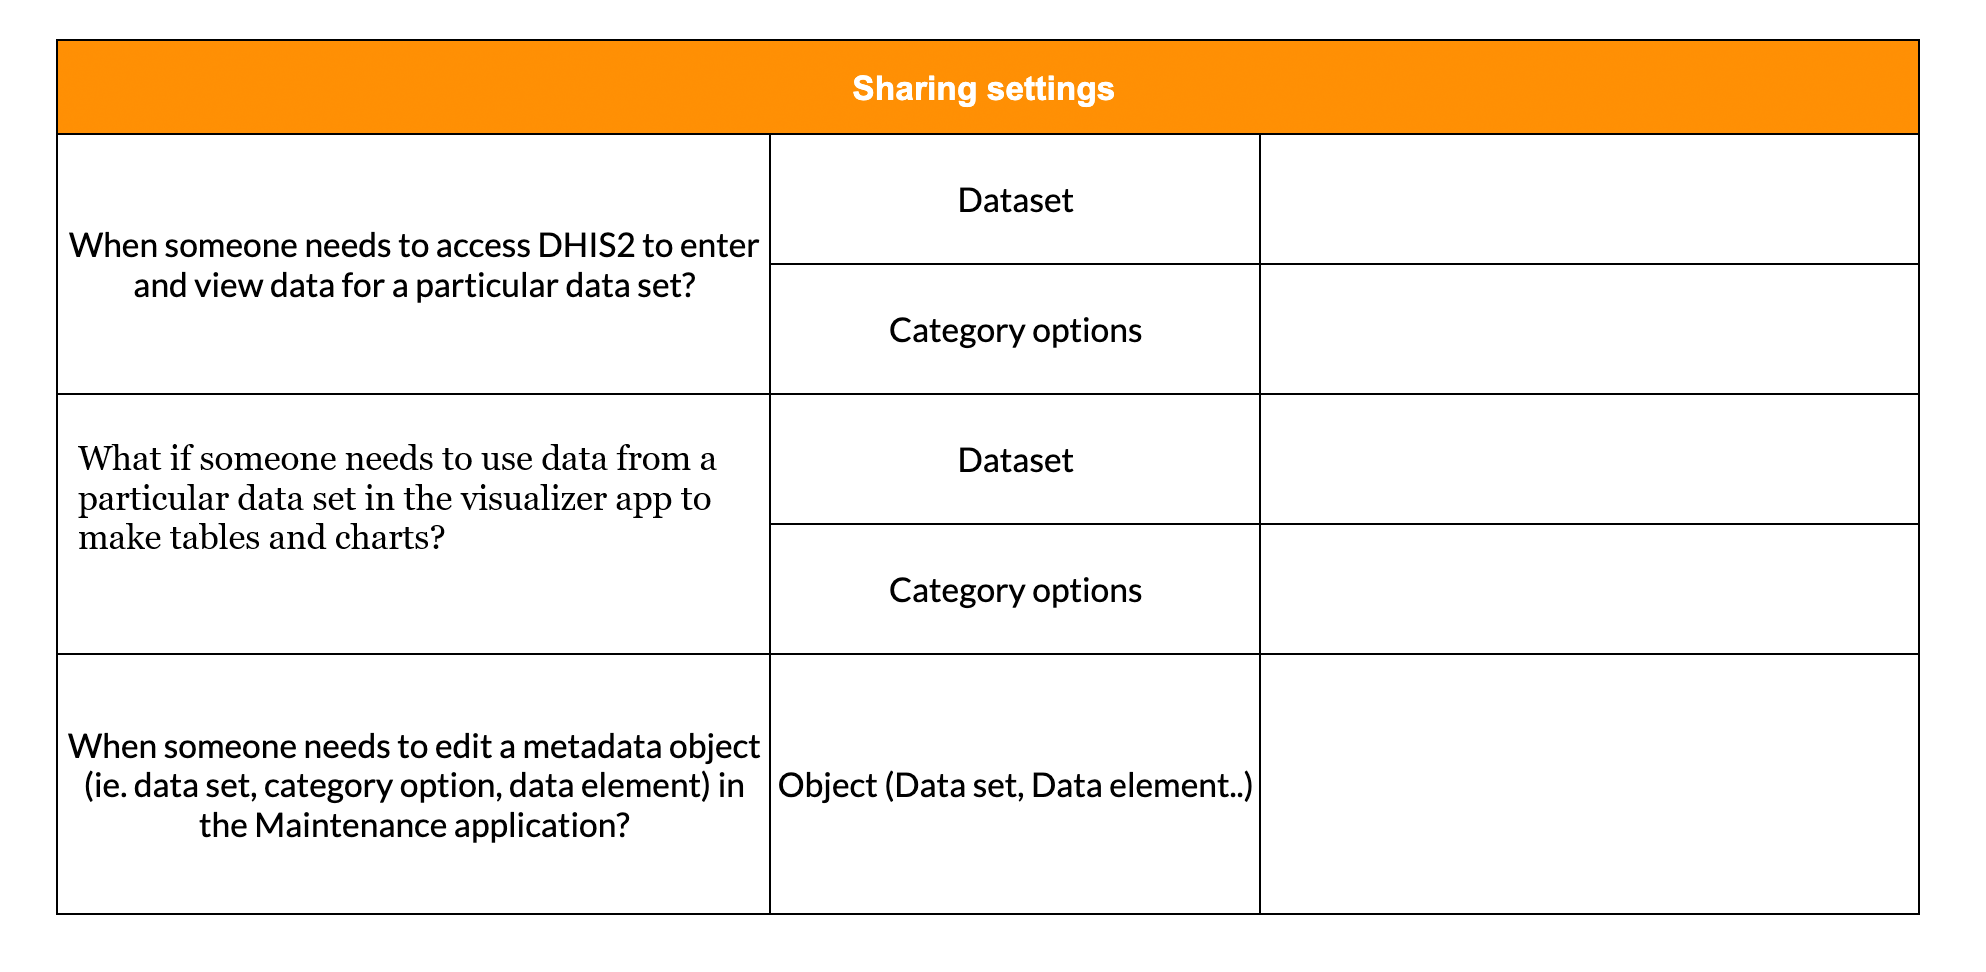 Sharing settings
When someone needs to access DHIS2 to enter
and view data for a particular data set?
Dataset
Category options
What if someone needs to use data from a
particular data set in the visualizer app to
make tables and charts?
Dataset
Category options
When someone needs to edit a metadata object
(ie. data set, category option, data element) in
the Maintenance application?
Object (Data set, Data element..)